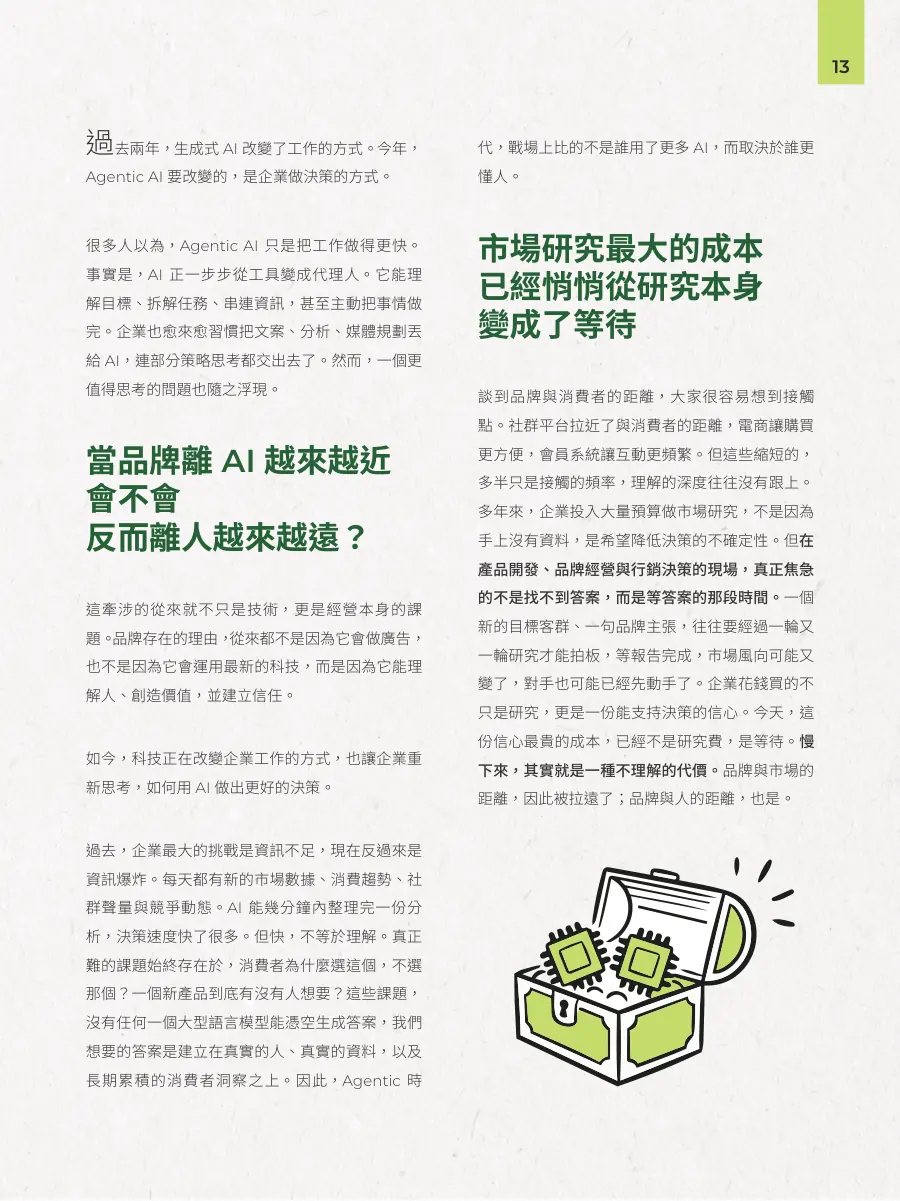 13
過去兩年，生成式 AI 改變了工作的方式。今年，
Agentic AI 要改變的，是企業做決策的方式。
很多人以為，Agentic AI 只是把工作做得更快。
事實是，AI 正一步步從工具變成代理人。它能理
解目標、拆解任務、串連資訊，甚至主動把事情做
完。企業也愈來愈習慣把文案、分析、媒體規劃丟
給 AI，連部分策略思考都交出去了。然而，一個更
值得思考的問題也隨之浮現。
當品牌離 AI 越來越近
會不會
反而離人越來越遠？
這牽涉的從來就不只是技術，更是經營本身的課
題。品牌存在的理由，從來都不是因為它會做廣告，
也不是因為它會運用最新的科技，而是因為它能理
解人、創造價值，並建立信任。
如今，科技正在改變企業工作的方式，也讓企業重
新思考，如何用 AI 做出更好的決策。
過去，企業最大的挑戰是資訊不足，現在反過來是
資訊爆炸。每天都有新的市場數據、消費趨勢、社
群聲量與競爭動態。AI 能幾分鐘內整理完一份分
析，決策速度快了很多。但快，不等於理解。真正
難的課題始終存在於，消費者為什麼選這個，不選
那個？一個新產品到底有沒有人想要？這些課題，
沒有任何一個大型語言模型能憑空生成答案，我們
想要的答案是建立在真實的人、真實的資料，以及
長期累積的消費者洞察之上。因此，Agentic 時
代，戰場上比的不是誰用了更多 AI，而取決於誰更
懂人。
市場研究最大的成本
已經悄悄從研究本身
變成了等待
談到品牌與消費者的距離，大家很容易想到接觸
點。社群平台拉近了與消費者的距離，電商讓購買
更方便，會員系統讓互動更頻繁。但這些縮短的，
多半只是接觸的頻率，理解的深度往往沒有跟上。
多年來，企業投入大量預算做市場研究，不是因為
手上沒有資料，是希望降低決策的不確定性。但在
產品開發、品牌經營與行銷決策的現場，真正焦急
的不是找不到答案，而是等答案的那段時間。一個
新的目標客群、一句品牌主張，往往要經過一輪又
一輪研究才能拍板，等報告完成，市場風向可能又
變了，對手也可能已經先動手了。企業花錢買的不
只是研究，更是一份能支持決策的信心。今天，這
份信心最貴的成本，已經不是研究費，是等待。慢
下來，其實就是一種不理解的代價。品牌與市場的
距離，因此被拉遠了；品牌與人的距離，也是。